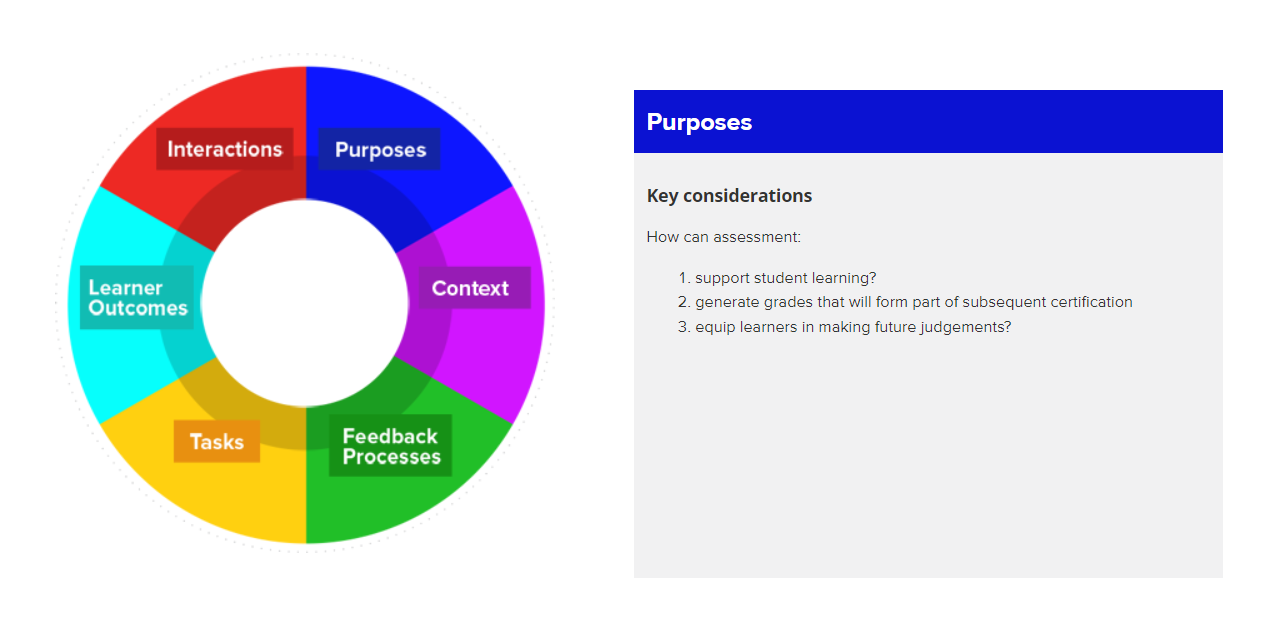 Interactions
Purposes
Learner
Outcomes
Context
Tasks
Feedback
Processes
Purposes
Key considerations
How can assessment:
1. support student learning?
2. generate grades that will form part of subsequent certification
3. equip learners in making future judgements?